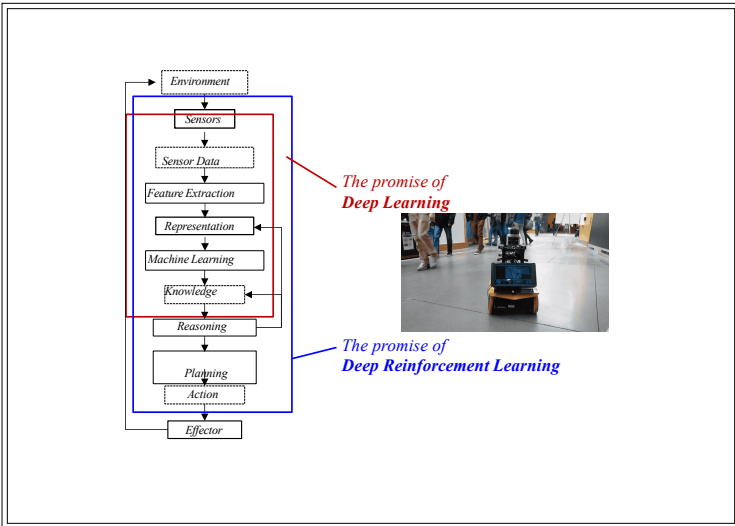 Environment
Sensors
Sensor Data
Feature Extraction
Representation
Machine Learning
Knowledge
Reasoning
Planning
Action
Effector
The promise of
Deep Learning
The promise of
Deep Reinforcement Learning